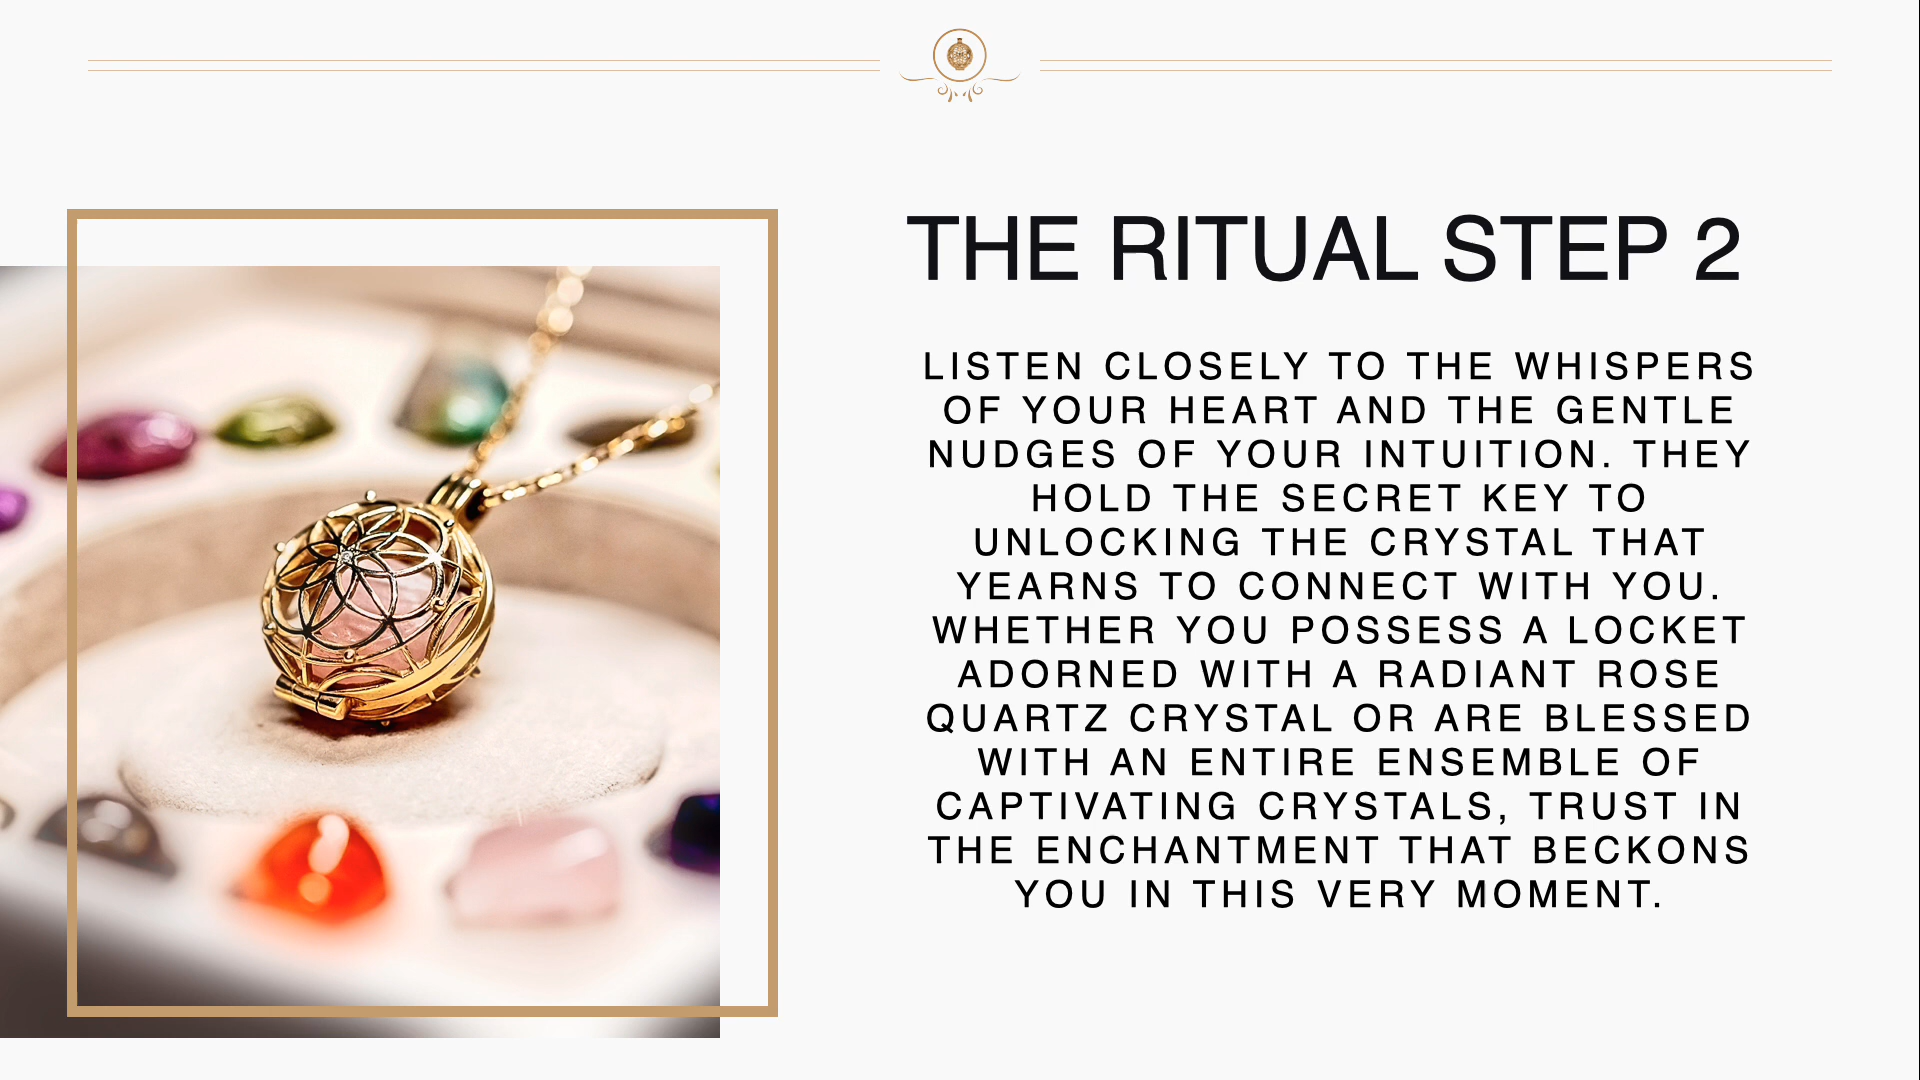 THE RITUAL STEP 2
LISTEN CLOSELY TO THE WHISPERS
OF YOUR HEART AND THE GENTLE
NUDGES OF YOUR INTUITION. THEY
HOLD THE SECRET KEY TO
UNLOCKING THE CRYSTAL THAT
YEARNS TO CONNECT WITH YOU.
WHETHER YOU POSSESS A LOCKET
ADORNED WITH A RADIANT ROSE
QUARTZ CRYSTAL OR ARE BLESSED
WITH AN ENTIRE ENSEMBLE OF
CAPTIVATING CRYSTALS, TRUST IN
THE ENCHANTMENT THAT BECKONS
YOU IN THIS VERY MOMENT.